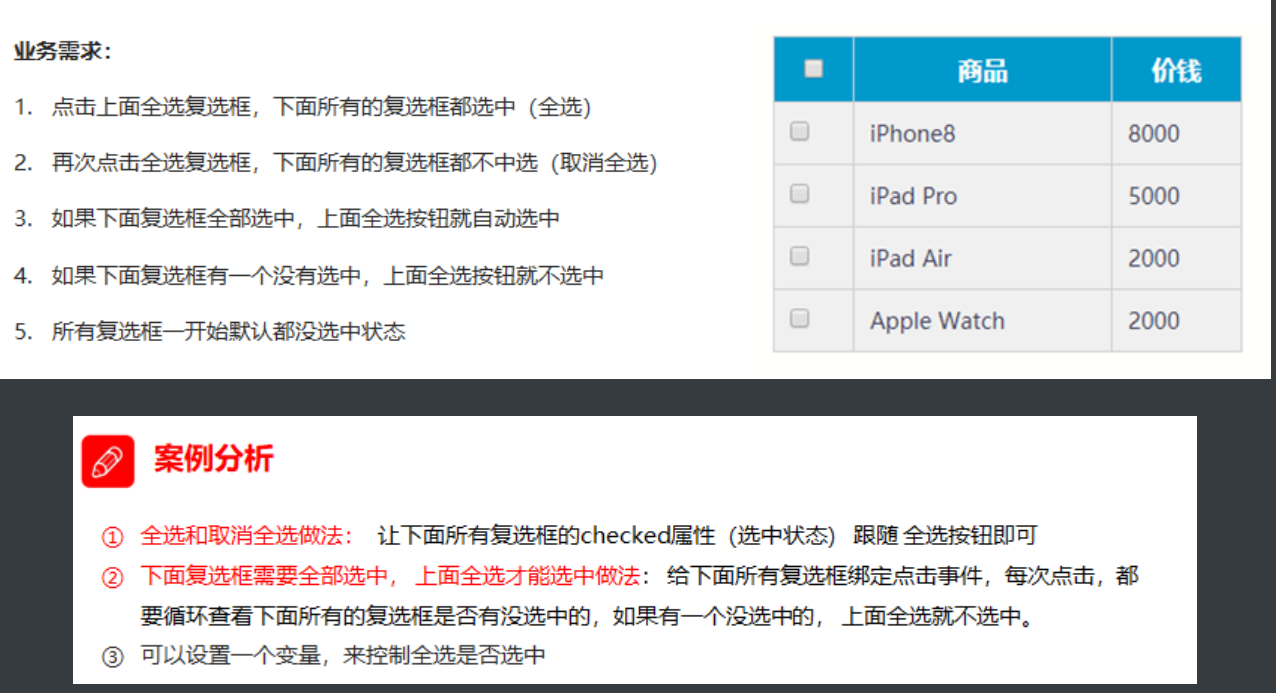 业务需求：
1. 点击上面全选复选框，下面所有的复选框都选中（全选）
2. 再次点击全选复选框，下面所有的复选框都不中选（取消全选）
3. 如果下面复选框全部选中，上面全选按钮就自动选中
4. 如果下面复选框有一个没有选中，上面全选按钮就不选中
5. 所有复选框一开始默认都没选中状态
商品 价钱
iPhone8 8000
iPad Pro 5000
iPad Air 2000
Apple Watch 2000
案例分析
① 全选和取消全选做法： 让下面所有复选框的checked属性（选中状态） 跟随 全选按钮即可
② 下面复选框需要全部选中， 上面全选才能选中做法： 给下面所有复选框绑定点击事件，每次点击，都
要循环查看下面所有的复选框是否有没选中的，如果有一个没选中的， 上面全选就不选中。
③ 可以设置一个变量，来控制全选是否选中